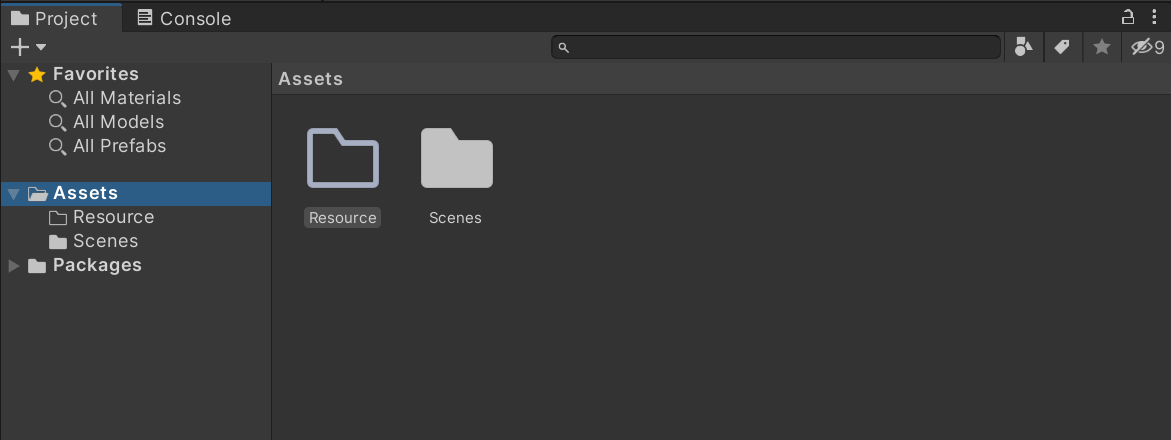 Project
Console
9
Favorites
All Materials
All Models
All Prefabs
Assets
Resource
Scenes
Packages
Assets
Resource
Scenes